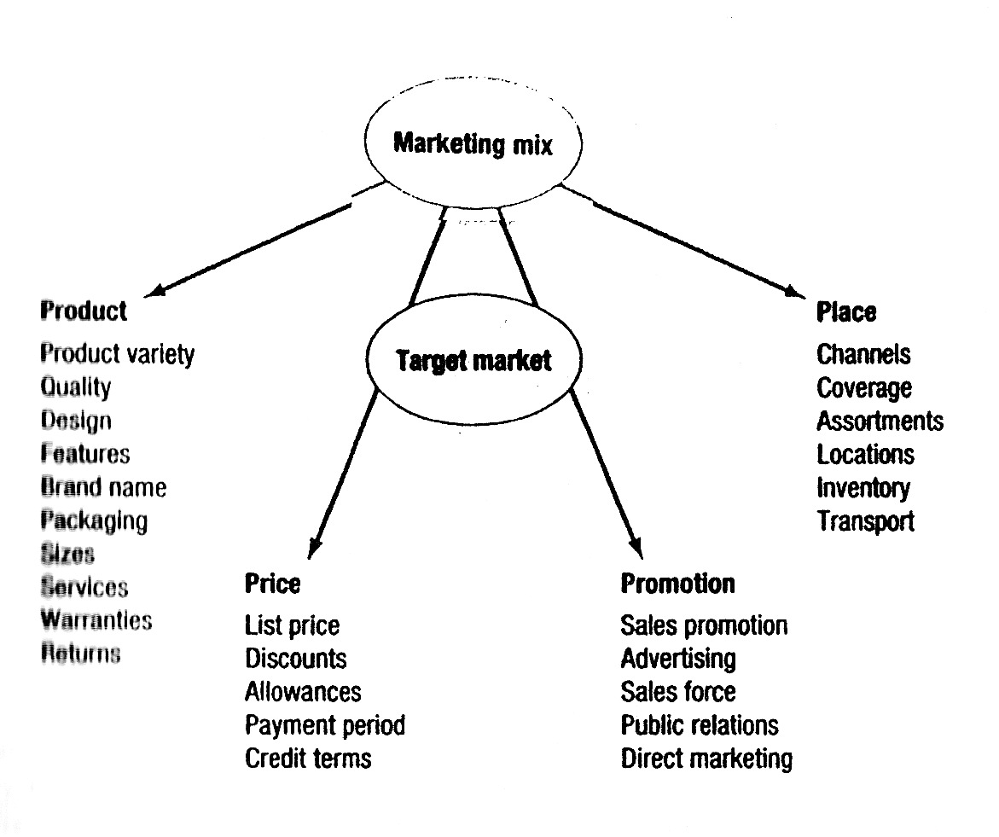 Marketing mix
Target market
Product
Product variety
Quality
Design
Features
Brand name
Packaging
Sizes
Services
Warranties
Returns
Price
List price
Discounts
Allowances
Payment period
Credit terms
Promotion
Sales promotion
Advertising
Sales force
Public relations
Direct marketing
Place
Channels
Coverage
Assortments
Locations
Inventory
Transport